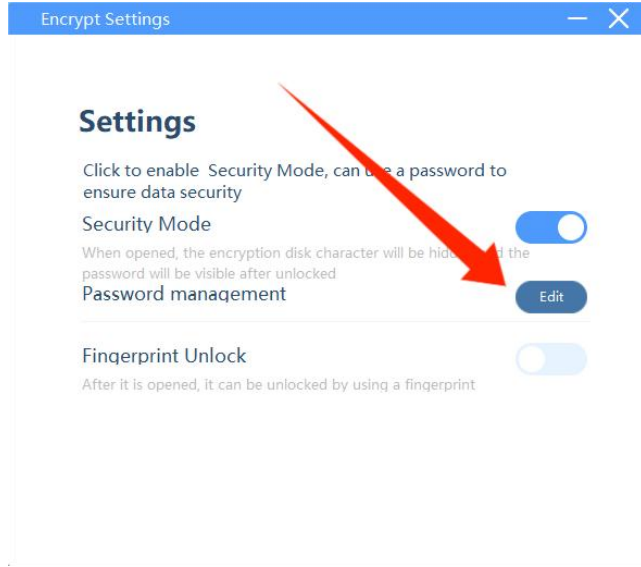 Encrypt Settings
Settings
Click to enable Security Mode, can a password to
ensure data security
Security Mode
When opened, the encryption disk character will be the
password will be visible after unlocked
Password management
Edit
Fingerprint Unlock
After it is opened, it can be unlocked by using a fingerprint